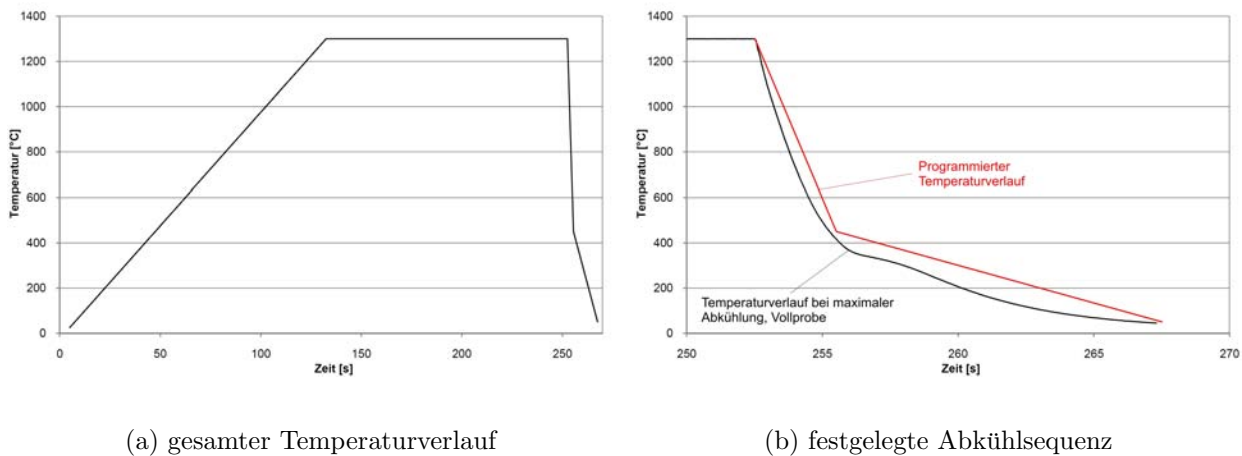 1400
1200
1000
800
600
400
200
0
Temperatur [°C]
0 50 100 150 200 250
Zeit [s]
(a) gesamter Temperaturverlauf
1400
1200
1000
800
600
400
200
0
Temperatur [°C]
Programmierter
Temperaturverlauf
Temperaturverlauf bei maximaler
Abkühlung, Vollprobe
250 255 260 265 270
Zeit [s]
(b) festgelegte Abkühlsequenz